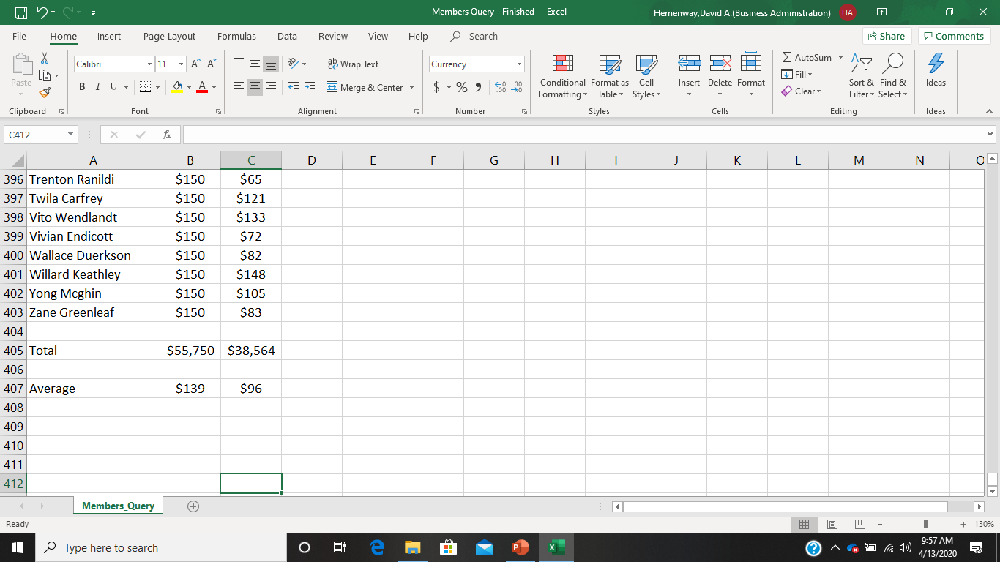 Members Query - Finished - Excel
Hemenway,David A.(Business Administration) HA
File Home Insert Page Layout Formulas Data Review View Help Search Share Comments
Paste
Clipboard
Calibri 11 A A
B I U A
Font
ab Wrap Text
Merge & Center
Alignment
Currency
$ % 9 .00 .00
Number
Conditional Formatting
Format as Table
Cell Styles
Styles
Insert Delete Format
Cells
AutoSum
Fill
Clear
Sort & Filter
Find & Select
Editing
Ideas
Ideas
C412 fx
A B C D E F G H I J K L M N O
396 Trenton Ranildi $150 $65
397 Twila Carfrey $150 $121
398 Vito Wendlandt $150 $133
399 Vivian Endicott $150 $72
400 Wallace Duerkson $150 $82
401 Willard Keathley $150 $148
402 Yong Mcghin $150 $105
403 Zane Greenleaf $150 $83
404
405 Total $55,750 $38,564
406
407 Average $139 $96
408
409
410
411
412
Members_Query
Ready 130%
Type here to search
9:57 AM
4/13/2020